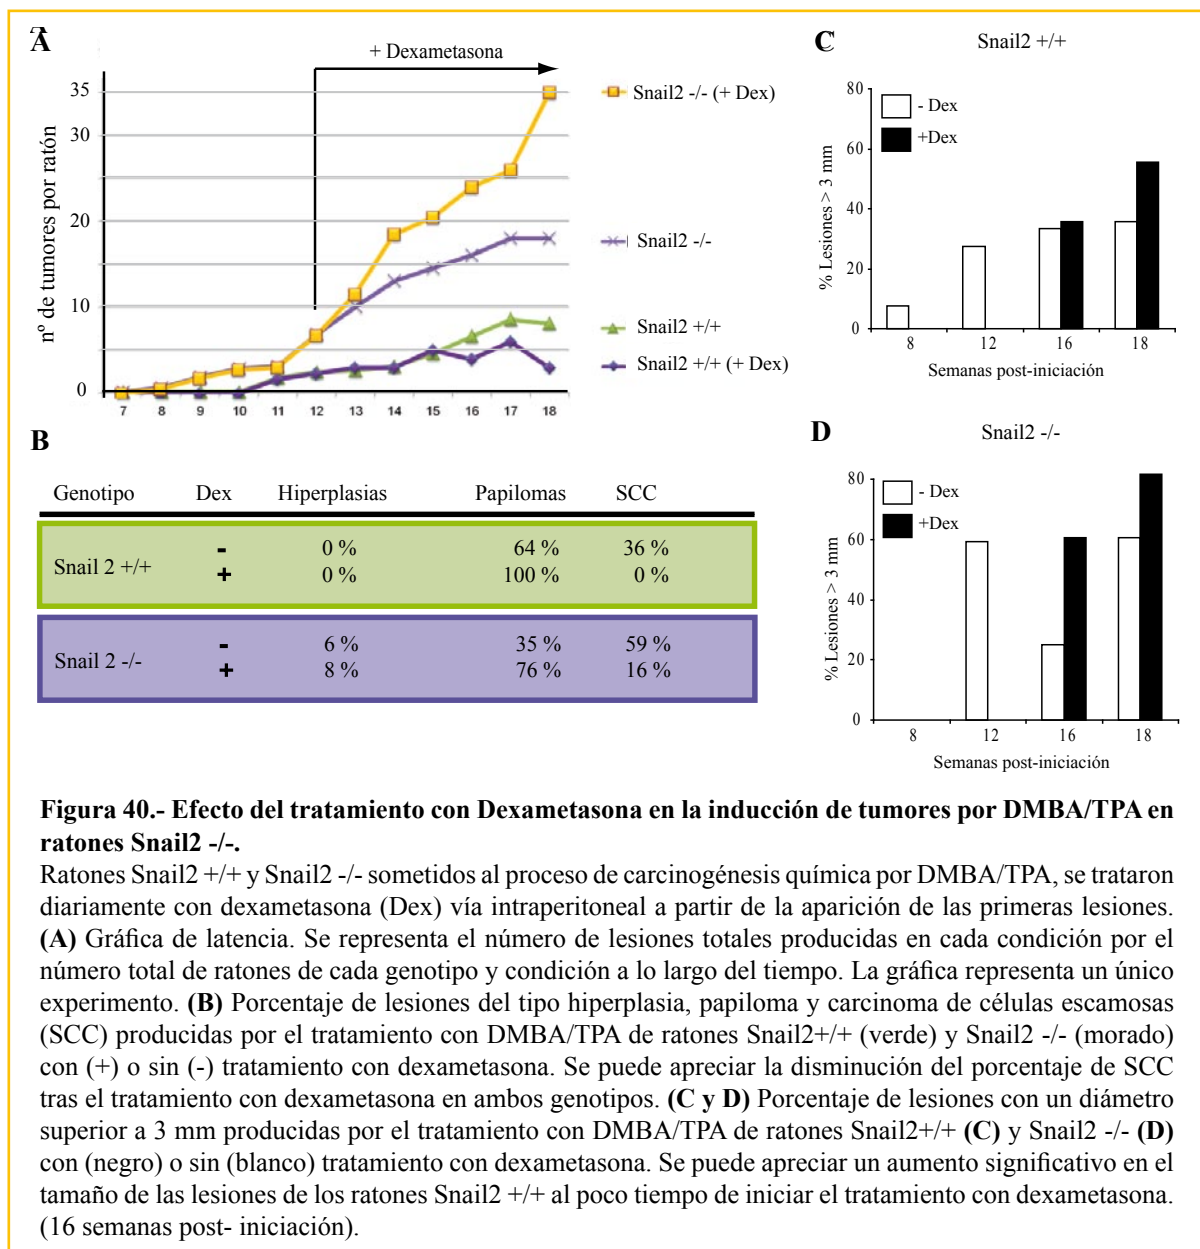 A
+ Dexametasona
nº de tumores por ratón
35
30
20
10
0
7 8 9 10 11 12 13 14 15 16 17 18
Snail2 -/- (+ Dex)
Snail2 -/-
Snail2 +/+
Snail2 +/+ (+ Dex)
C
Snail2 +/+
- Dex
+Dex
% Lesiones > 3 mm
80
60
40
20
0
8 12 16 18
Semanas post-iniciación
B
Genotipo Dex Hiperplasias Papilomas SCC
Snail 2 +/+
- 0 % 64 % 36 %
+ 0 % 100 % 0 %
Snail 2 -/-
- 6 % 35 % 59 %
+ 8 % 76 % 16 %
D
Snail2 -/-
- Dex
+Dex
% Lesiones > 3 mm
80
60
40
20
0
8 12 16 18
Semanas post-iniciación
Figura 40.- Efecto del tratamiento con Dexametasona en la inducción de tumores por DMBA/TPA en
ratones Snail2 -/-.
Ratones Snail2 +/+ y Snail2 -/- sometidos al proceso de carcinogénesis química por DMBA/TPA, se trataron
diariamente con dexametasona (Dex) vía intraperitoneal a partir de la aparición de las primeras lesiones.
(A) Gráfica de latencia. Se representa el número de lesiones totales producidas en cada condición por el
número total de ratones de cada genotipo y condición a lo largo del tiempo. La gráfica representa un único
experimento. (B) Porcentaje de lesiones del tipo hiperplasia, papiloma y carcinoma de células escamosas
(SCC) producidas por el tratamiento con DMBA/TPA de ratones Snail2+/+ (verde) y Snail2 -/- (morado)
con (+) o sin (-) tratamiento con dexametasona. Se puede apreciar la disminución del porcentaje de SCC
tras el tratamiento con dexametasona en ambos genotipos. (C y D) Porcentaje de lesiones con un diámetro
superior a 3 mm producidas por el tratamiento con DMBA/TPA de ratones Snail2+/+ (C) y Snail2 -/- (D)
con (negro) o sin (blanco) tratamiento con dexametasona. Se puede apreciar un aumento significativo en el
tamaño de las lesiones de los ratones Snail2 +/+ al poco tiempo de iniciar el tratamiento con dexametasona.
(16 semanas post- iniciación).